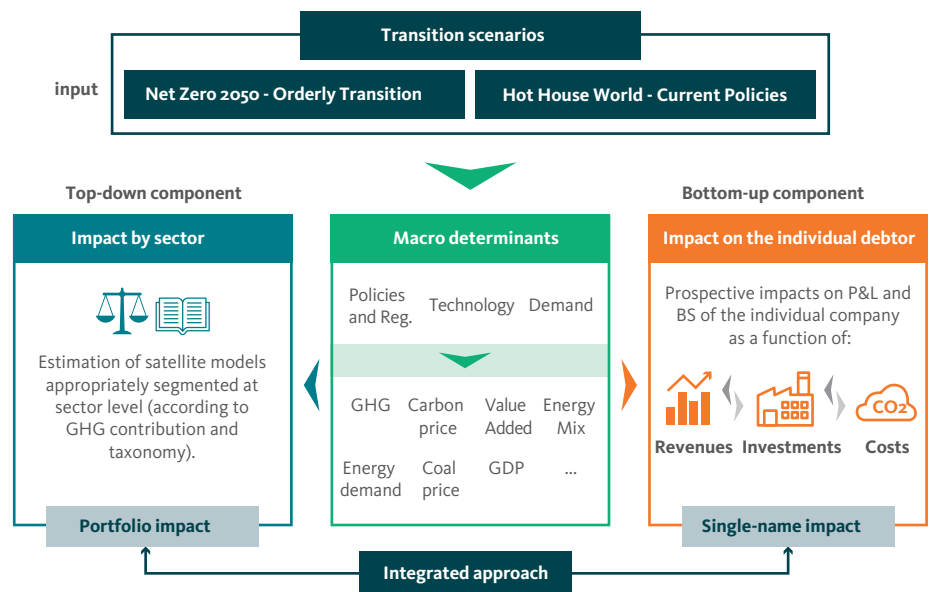 Transition scenarios
input
Net Zero 2050 - Orderly Transition
Hot House World - Current Policies
Top-down component
Impact by sector
Estimation of satellite models
appropriately segmented at
sector level (according to
GHG contribution and
taxonomy).
Portfolio impact
Macro determinants
Policies
and Reg.
Technology
Demand
GHG
Carbon
price
Value
Added
Energy
Mix
Energy
demand
Coal
price
GDP
...
Bottom-up component
Impact on the individual debtor
Prospective impacts on P&L and
BS of the individual company
as a function of:
CO2
Revenues
Investments
Costs
Single-name impact
Integrated approach